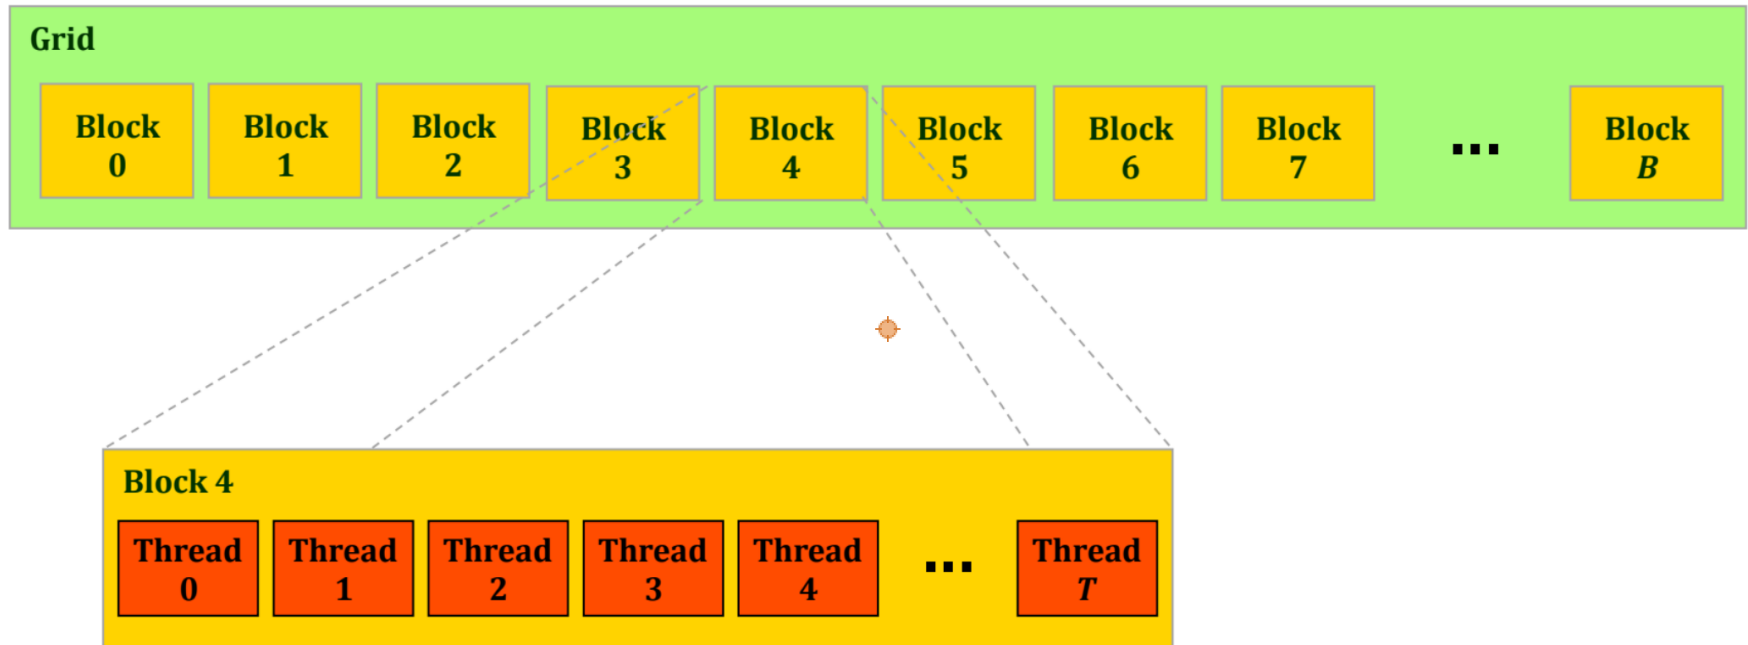 Grid
Block
0
Block
1
Block
2
Block
3
Block
4
Block
5
Block
6
Block
7
...
Block
B
Block 4
Thread
0
Thread
1
Thread
2
Thread
3
Thread
4
...
Thread
T